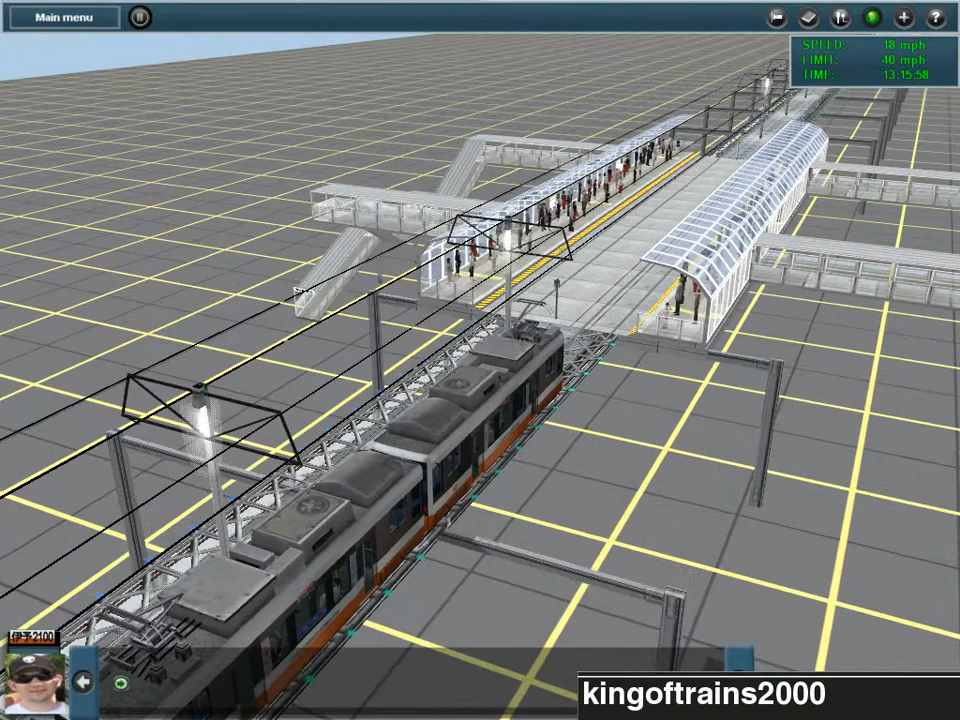 Main menu
?
SPEED: 18 mph
LIMIT: 40 mph
TIME: 13:15:58
伊予2100
kingoftrains2000